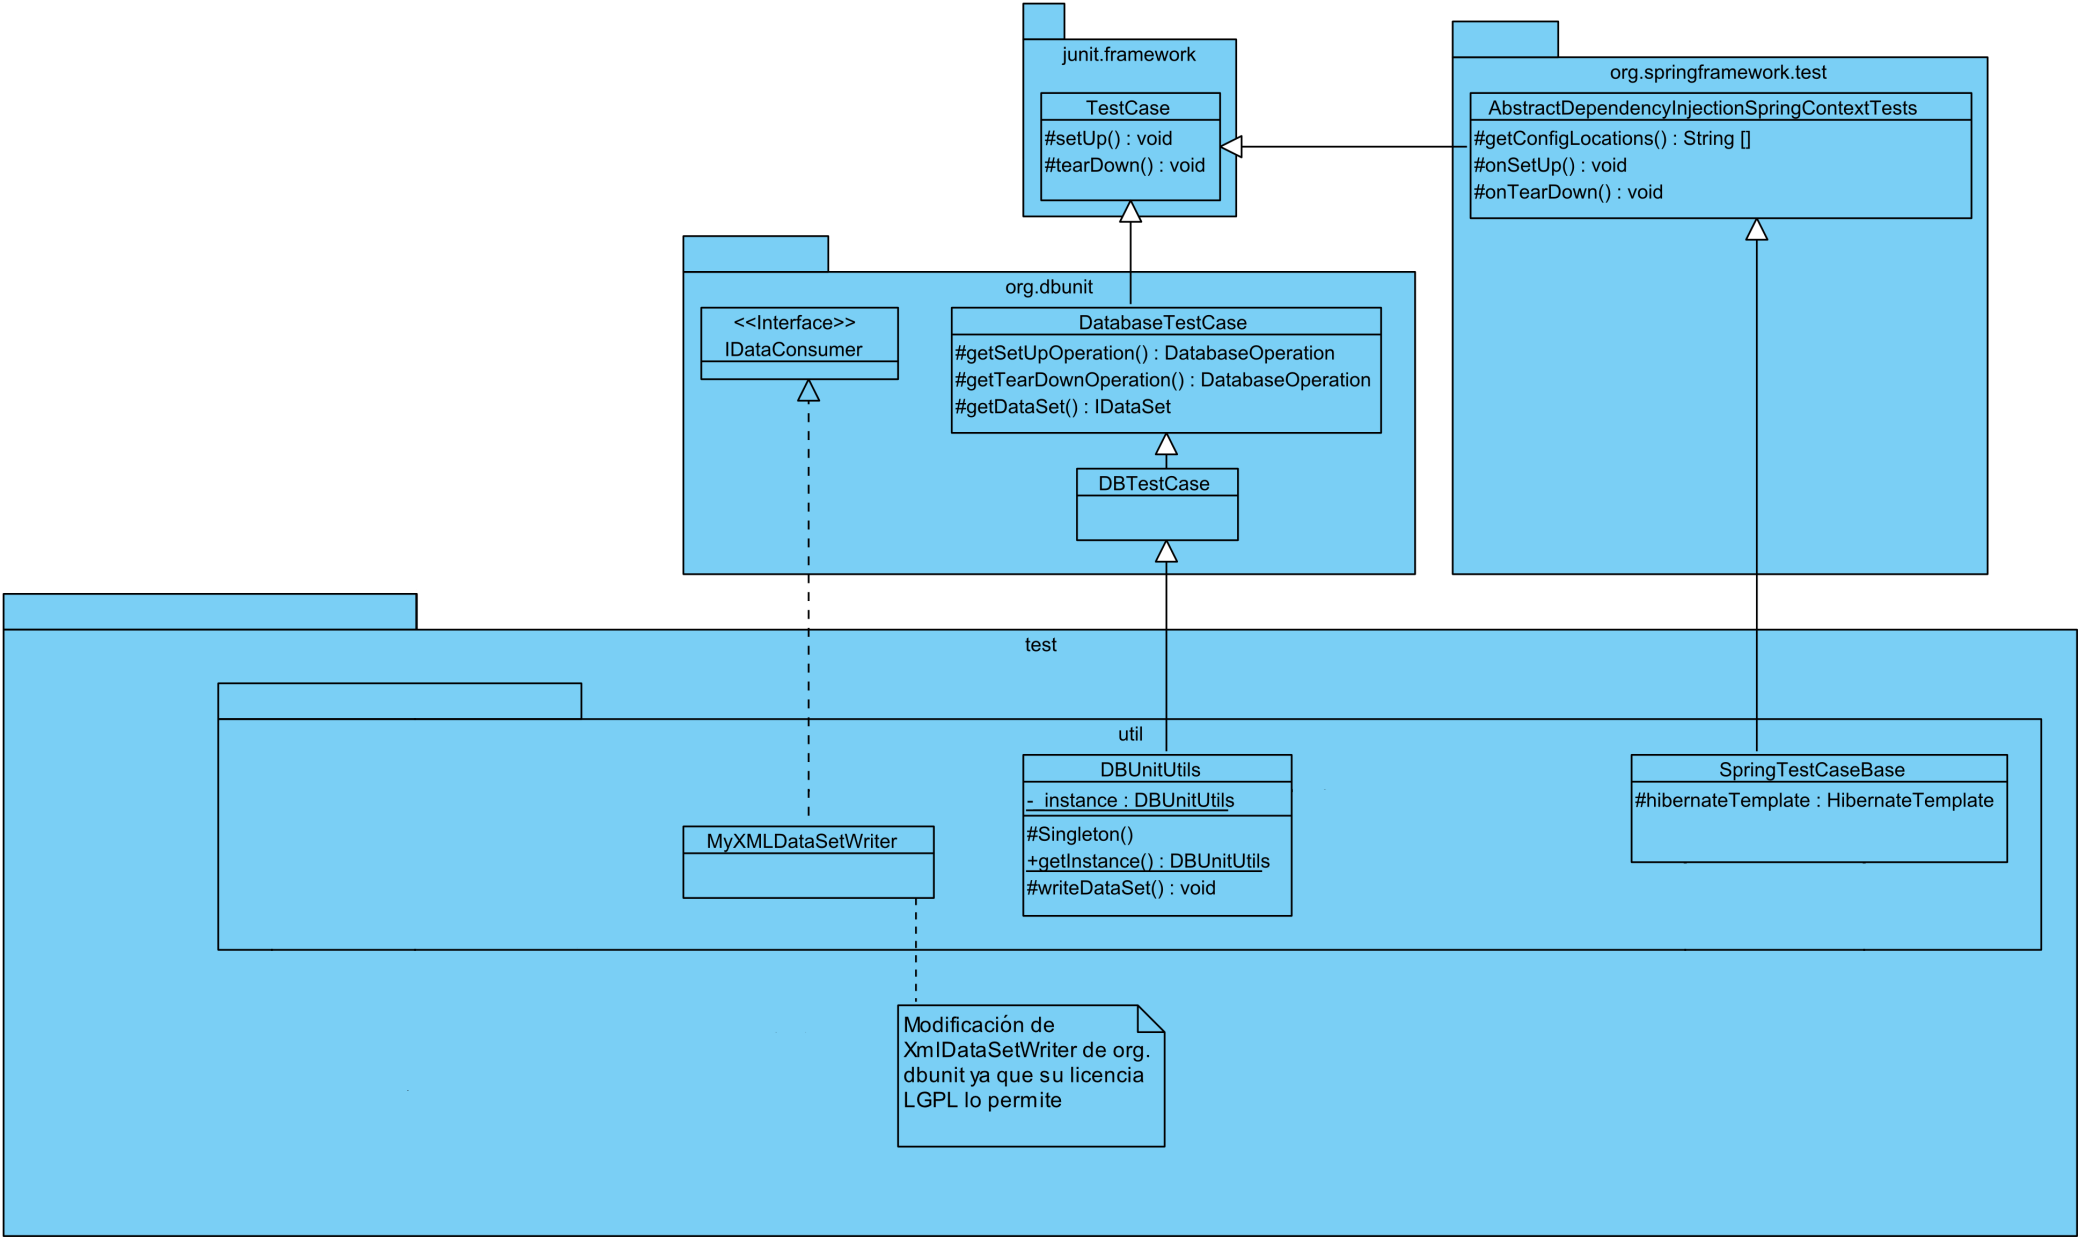 junit.framework
TestCase
#setUp() : void
#tearDown() : void
org.springframework.test
AbstractDependencyInjectionSpringContextTests
#getConfigLocations() : String []
#onSetUp() : void
#onTearDown() : void
org.dbunit
<<Interface>>
IDataConsumer
DatabaseTestCase
#getSetUpOperation() : DatabaseOperation
#getTearDownOperation() : DatabaseOperation
#getDataSet() : IDataSet
DBTestCase
test
util
MyXMLDataSetWriter
DBUnitUtils
-_instance : DBUnitUtils
#Singleton()
+getInstance() : DBUnitUtils
#writeDataSet() : void
SpringTestCaseBase
#hibernateTemplate : HibernateTemplate
Modificación de
XmlDataSetWriter de org.
dbunit ya que su licencia
LGPL lo permite